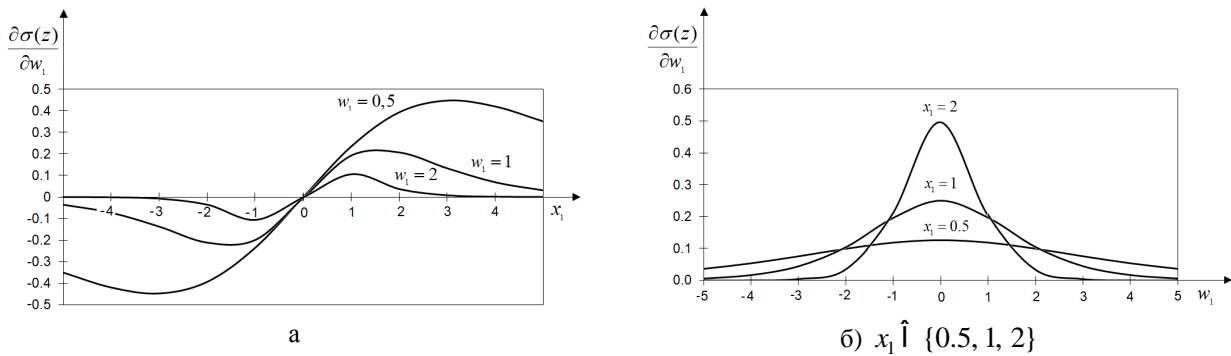 ∂σ(z)
∂w₁
0.5
0.4
0.3
0.2
0.1
0
-0.1
-0.2
-0.3
-0.4
-0.5
-4 -3 -2 -1 0 1 2 3 4
x₁
w₁ = 0,5
w₁ = 1
w₁ = 2
а
∂σ(z)
∂w₁
0.6
0.5
0.4
0.3
0.2
0.1
0.0
-5 -4 -3 -2 -1 0 1 2 3 4 5
w₁
x₁ = 2
x₁ = 1
x₁ = 0.5
б) x₁ Î {0.5, 1, 2}